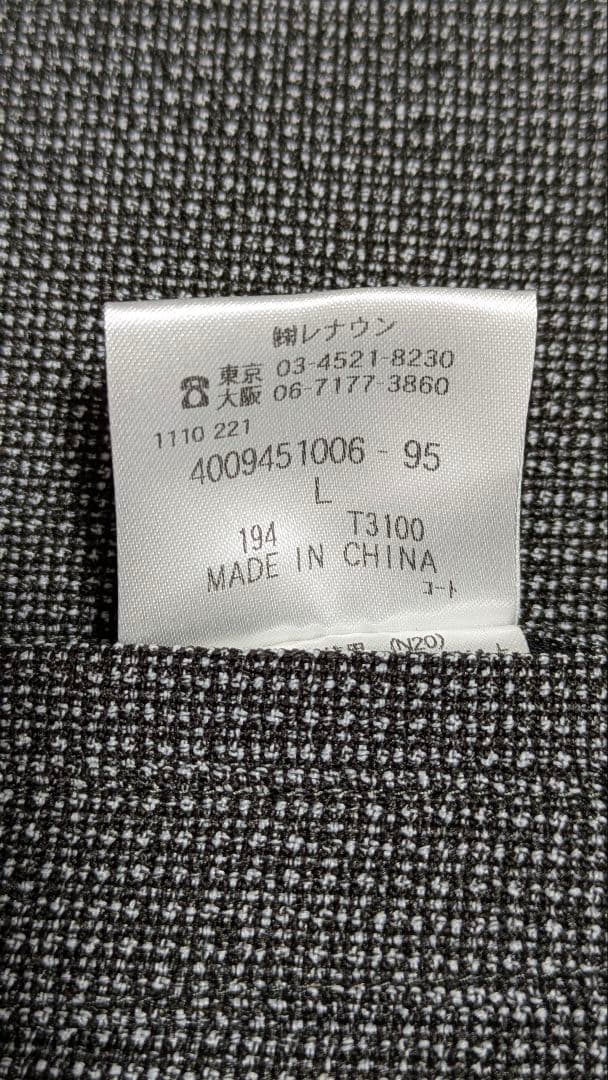 ㈱レナウン
☎ 東京 03-4521-8230
大阪 06-7177-3860
1110 221
4009451006 - 95
L
194 T3100
MADE IN CHINA
コート
(N20)